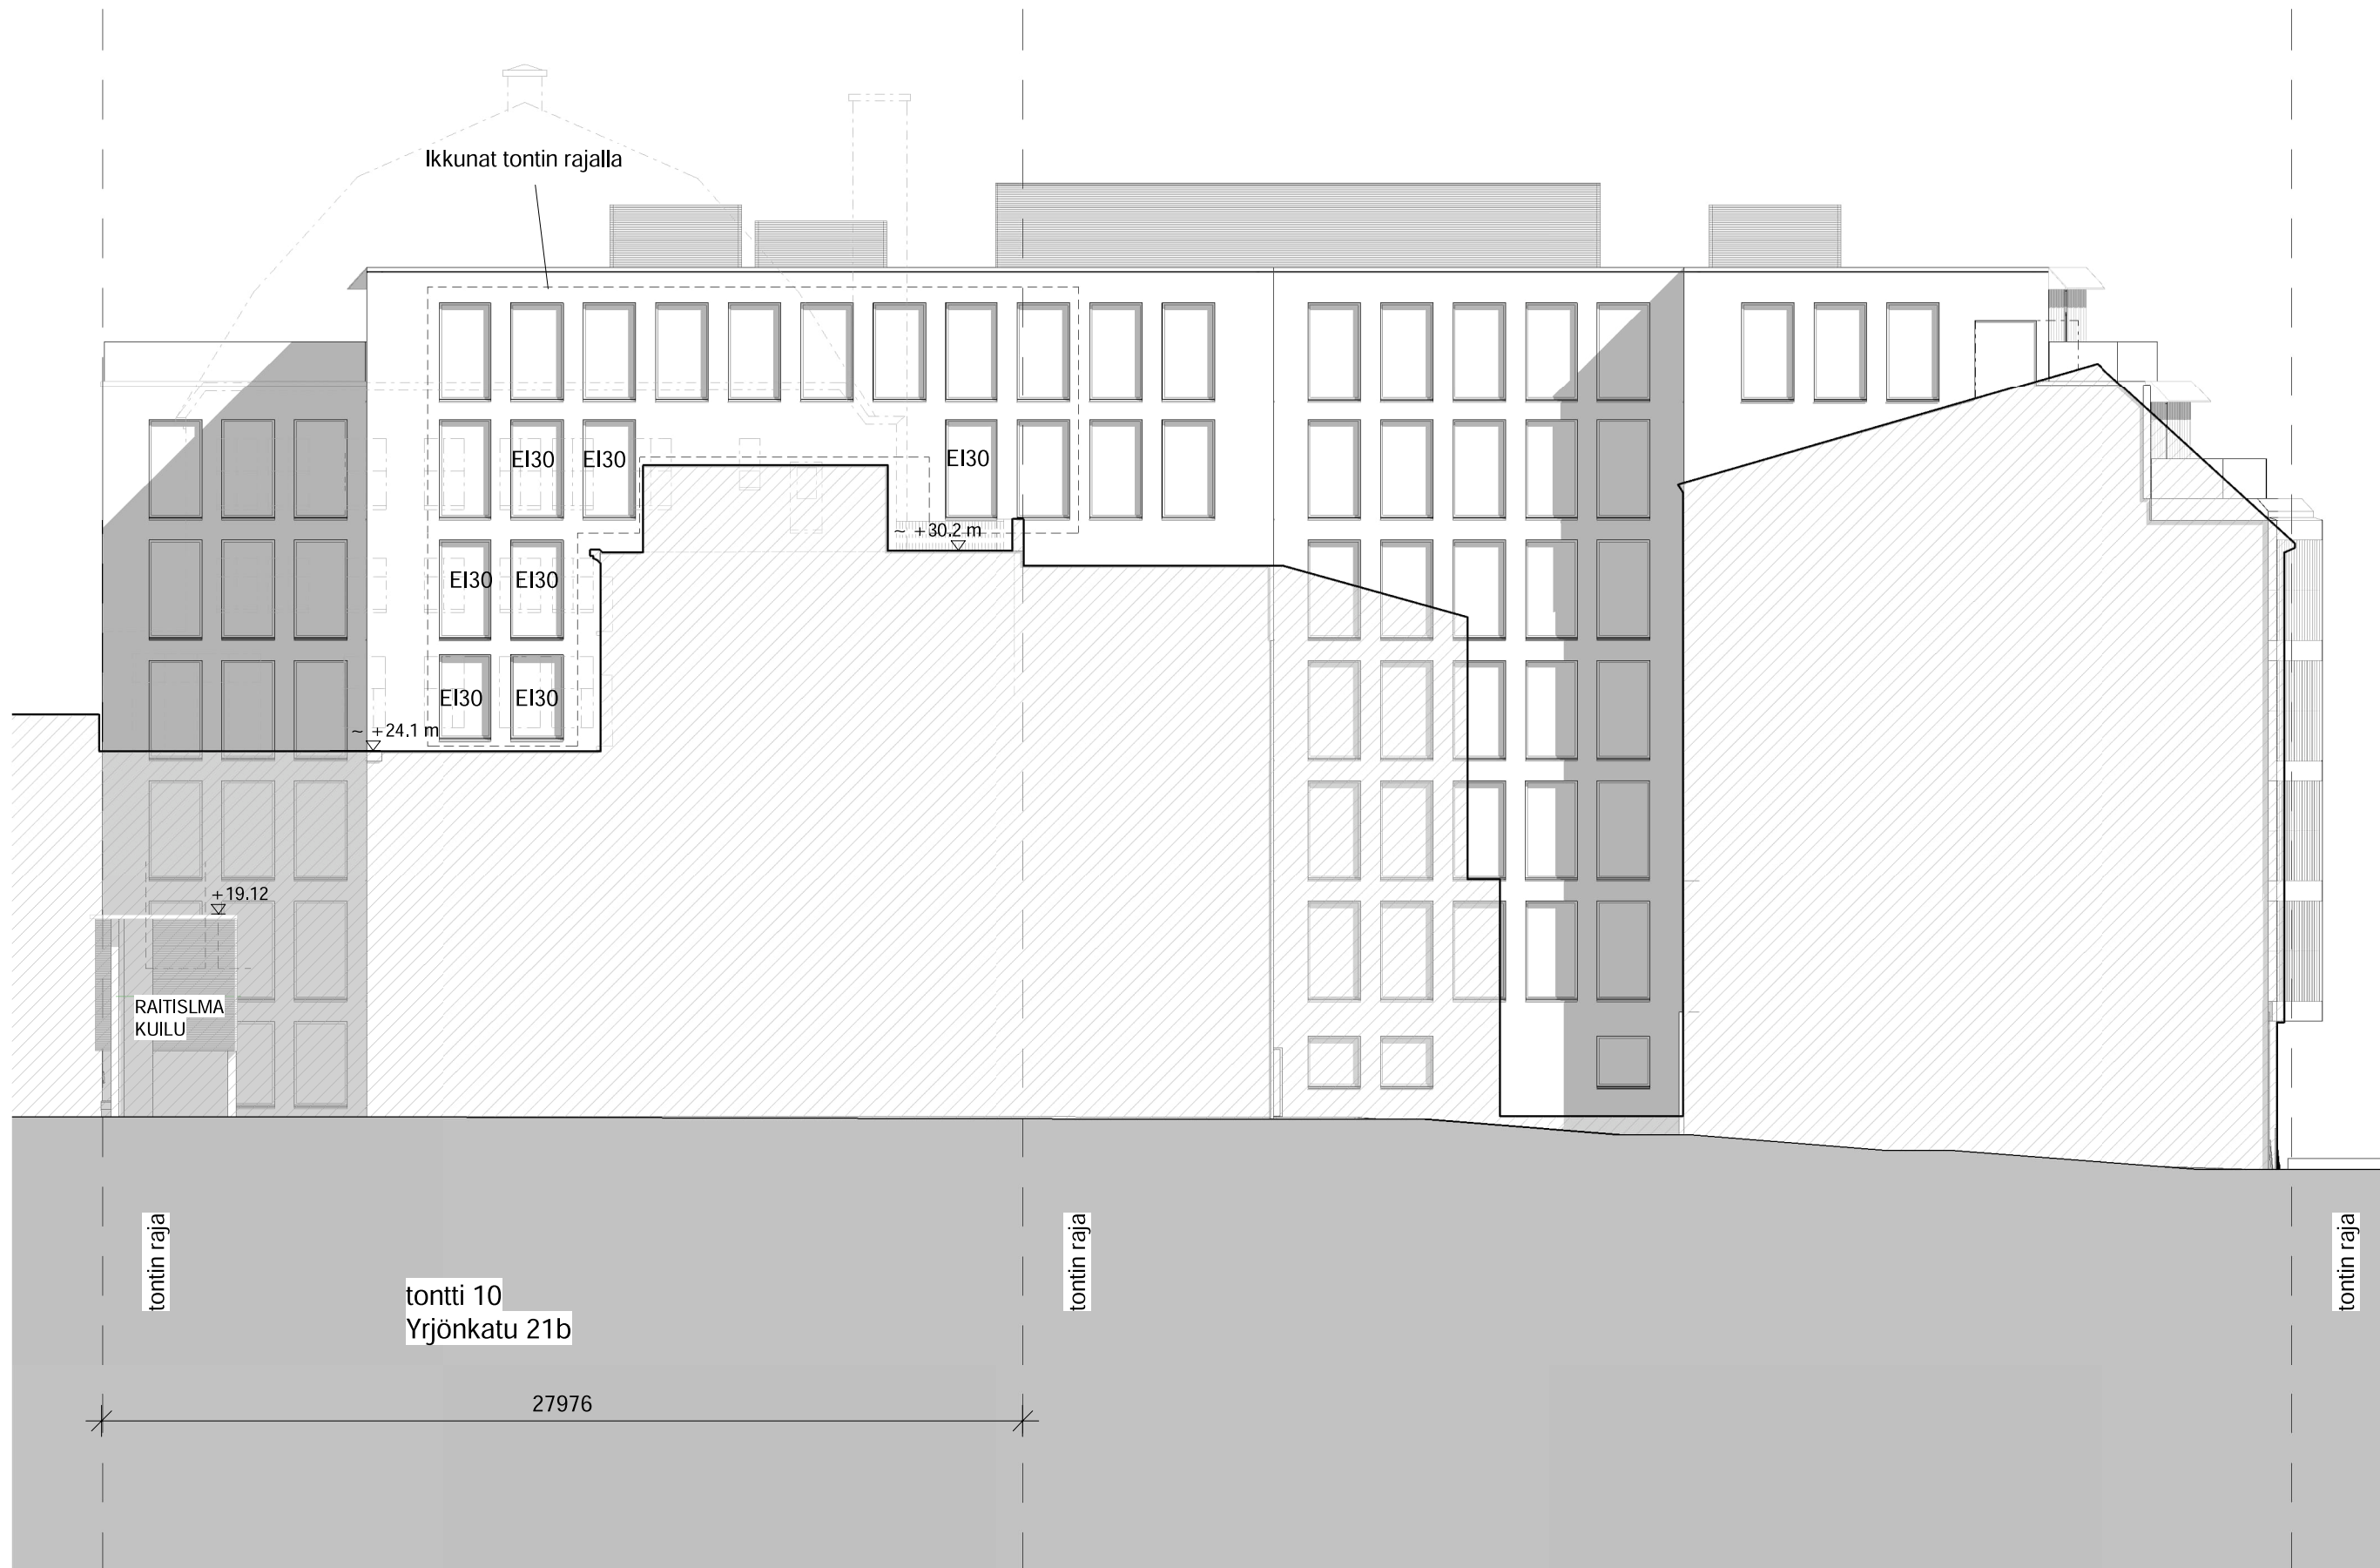 Ikkunat tontin rajalla
EI30
EI30
EI30
~ +30.2 m
EI30
EI30
EI30
EI30
~ +24.1 m
+19.12
RAITISLMA
KUILU
tontin raja
tontin raja
tontin raja
tontti 10
Yrjönkatu 21b
27976